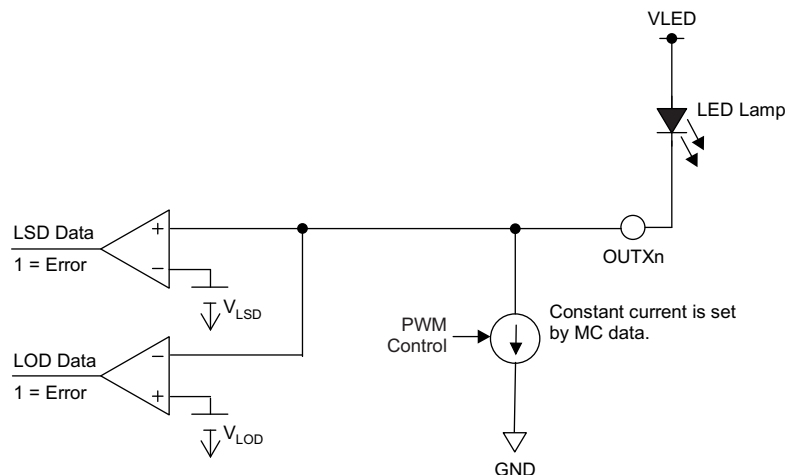 VLED
LED Lamp
LSD Data
1 = Error
+
−
VLSD
OUTXn
PWM
Control
Constant current is set
by MC data.
LOD Data
1 = Error
−
+
VLOD
GND